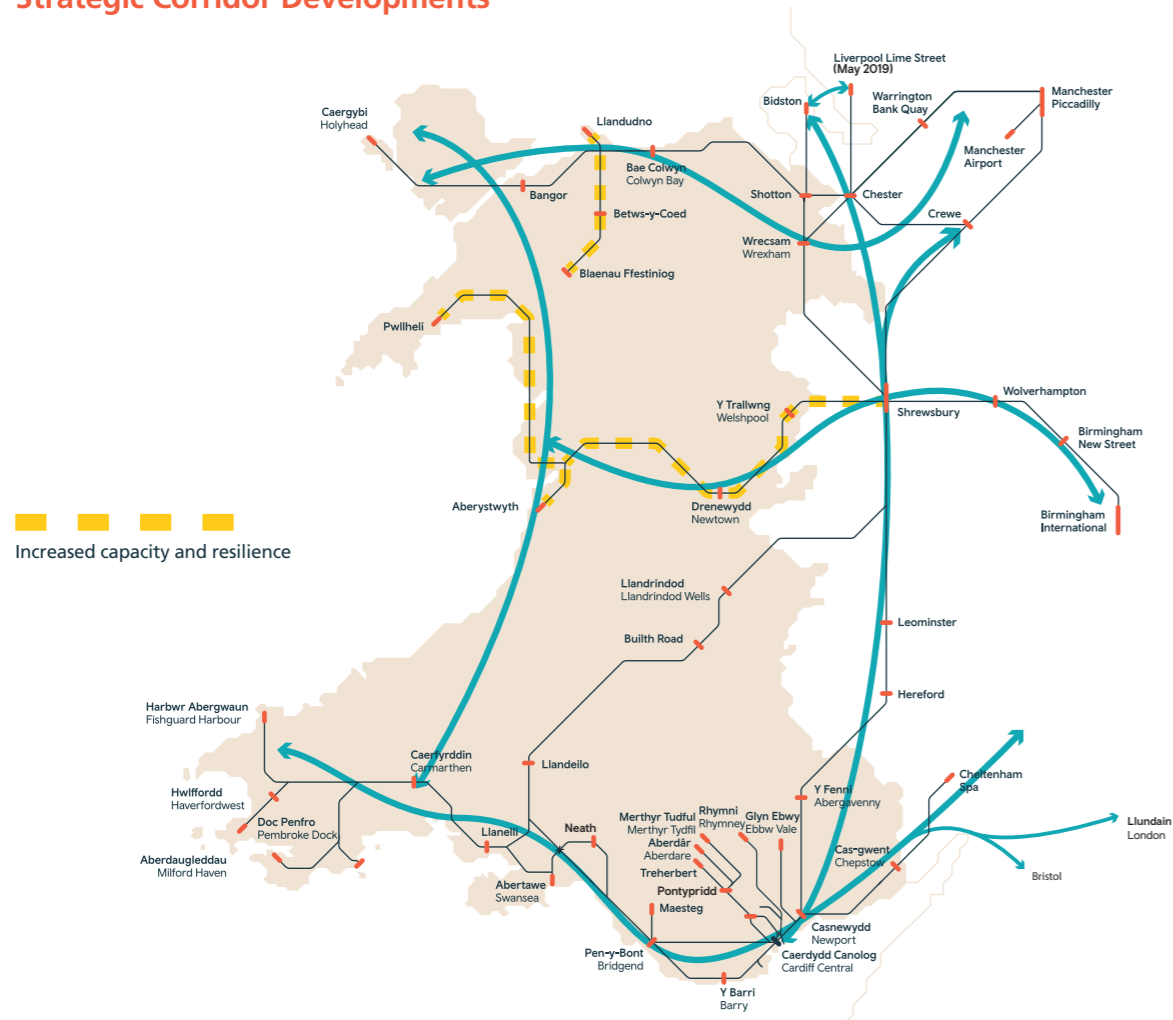 Strategic Corridor Developments
Liverpool Lime Street
(May 2019)
Bidston
Warrington
Bank Quay
Manchester
Piccadilly
Manchester
Airport
Caergybi
Holyhead
Llandudno
Bae Colwyn
Colwyn Bay
Bangor
Shotton
Chester
Betws-y-Coed
Crewe
Wrecsam
Wrexham
Blaenau Ffestiniog
Pwllheli
Y Trallwng
Welshpool
Shrewsbury
Wolverhampton
Birmingham
New Street
Aberystwyth
Drenewydd
Newtown
Birmingham
International
Increased capacity and resilience
Llandrindod
Llandrindod Wells
Leominster
Builth Road
Hereford
Harbwr Abergwaun
Fishguard Harbour
Caerfyrddin
Carmarthen
Llandeilo
Hwlffordd
Haverfordwest
Doc Penfro
Pembroke Dock
Aberdaugleddau
Milford Haven
Llanelli
Neath
Abertawe
Swansea
Merthyr Tudful
Merthyr Tydfil
Rhymni
Rhymney
Glyn Ebwy
Ebbw Vale
Aberdâr
Aberdare
Treherbert
Pontypridd
Maesteg
Y Fenni
Abergavenny
Cheltenham
Spa
Cas-gwent
Chepstow
Llundain
London
Bristol
Casnewydd
Newport
Pen-y-Bont
Bridgend
Caerdydd Canolog
Cardiff Central
Y Barri
Barry